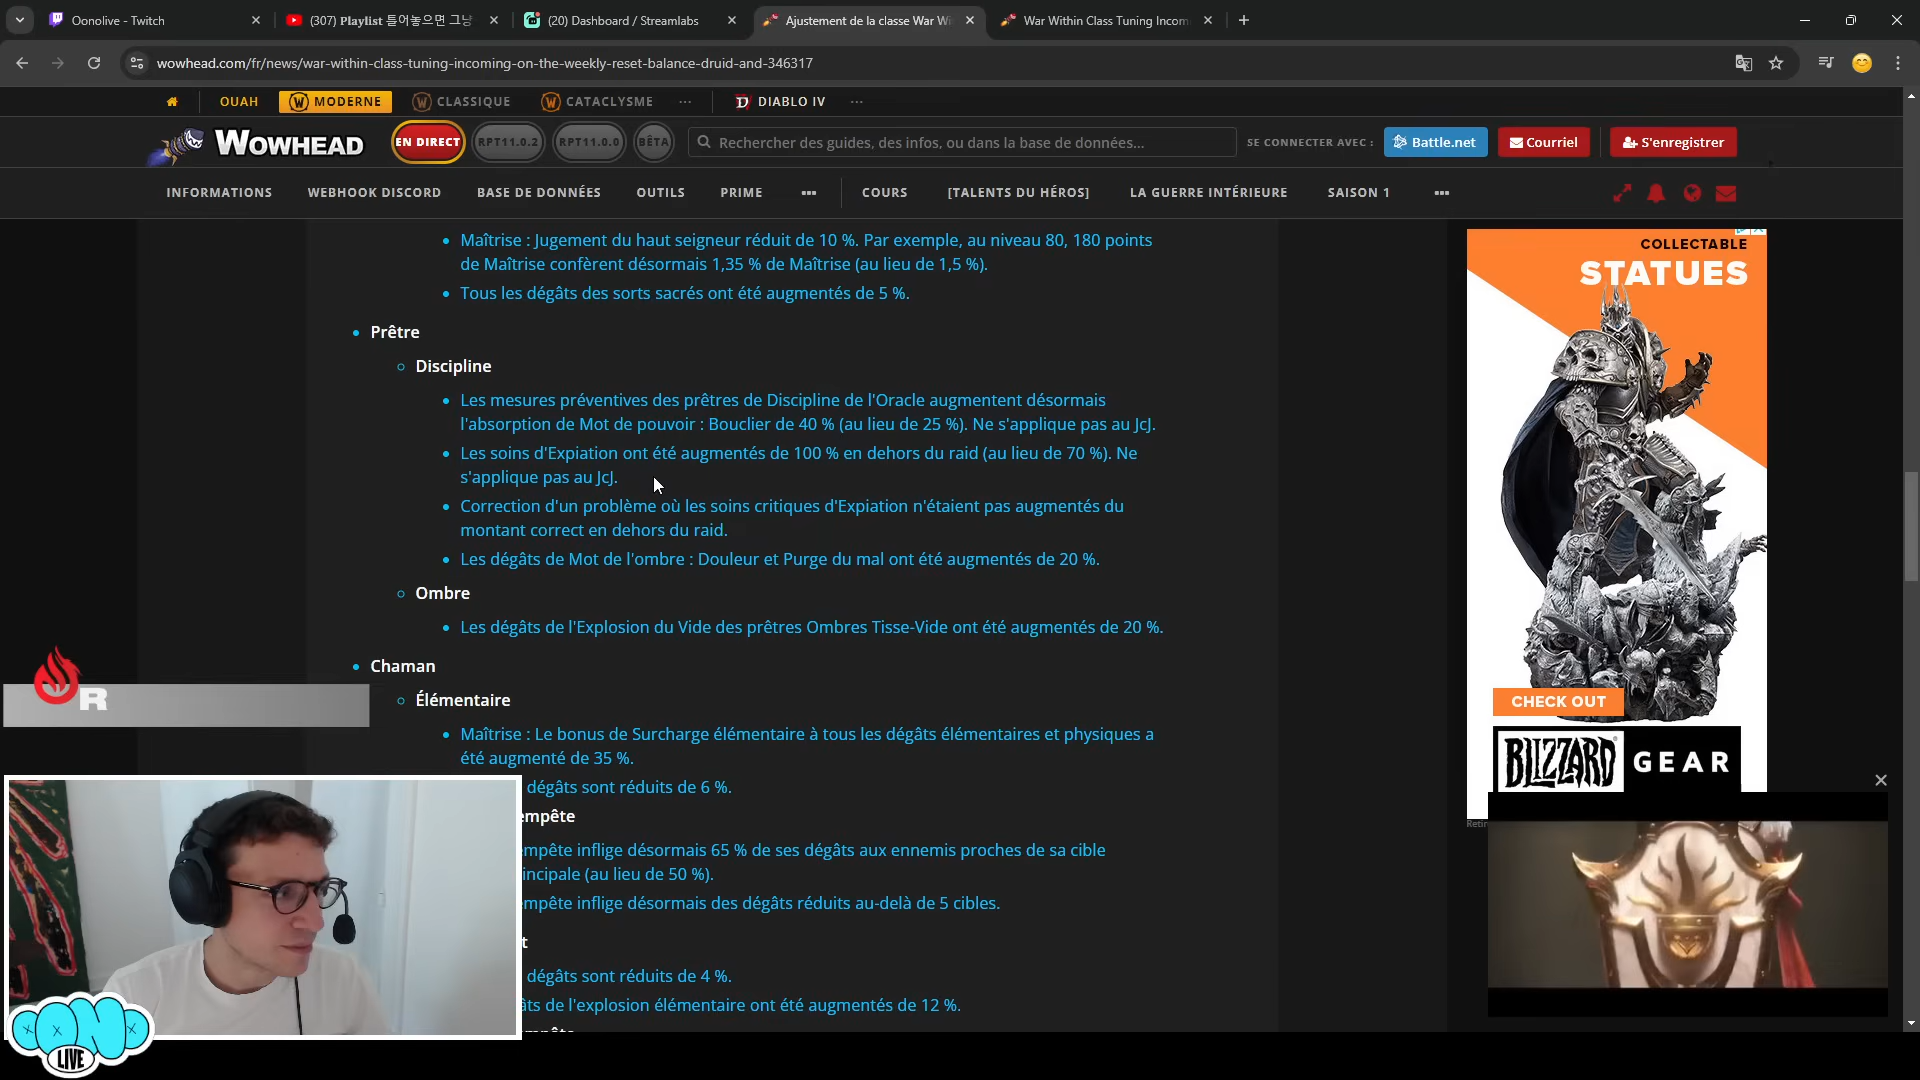 Oonolive - Twitch
(307) Playlist 틀어놓으면 그냥
(20) Dashboard / Streamlabs
Ajustement de la classe War Wi
War Within Class Tuning Incom
wowhead.com/fr/news/war-within-class-tuning-incoming-on-the-weekly-reset-balance-druid-and-346317
OUAH
MODERNE
CLASSIQUE
CATACLYSME
DIABLO IV
WOWHEAD
EN DIRECT
RPT11.0.2
RPT11.0.0
BÊTA
Rechercher des guides, des infos, ou dans la base de données...
SE CONNECTER AVEC :
Battle.net
Courriel
S'enregistrer
INFORMATIONS
WEBHOOK DISCORD
BASE DE DONNÉES
OUTILS
PRIME
COURS
[TALENTS DU HÉROS]
LA GUERRE INTÉRIEURE
SAISON 1
Maîtrise : Jugement du haut seigneur réduit de 10 %. Par exemple, au niveau 80, 180 points
de Maîtrise confèrent désormais 1,35 % de Maîtrise (au lieu de 1,5 %).
Tous les dégâts des sorts sacrés ont été augmentés de 5 %.
Prêtre
Discipline
Les mesures préventives des prêtres de Discipline de l'Oracle augmentent désormais
l'absorption de Mot de pouvoir : Bouclier de 40 % (au lieu de 25 %). Ne s'applique pas au JcJ.
Les soins d'Expiation ont été augmentés de 100 % en dehors du raid (au lieu de 70 %). Ne
s'applique pas au JcJ.
Correction d'un problème où les soins critiques d'Expiation n'étaient pas augmentés du
montant correct en dehors du raid.
Les dégâts de Mot de l'ombre : Douleur et Purge du mal ont été augmentés de 20 %.
Ombre
Les dégâts de l'Explosion du Vide des prêtres Ombres Tisse-Vide ont été augmentés de 20 %.
Chaman
Élémentaire
Maîtrise : Le bonus de Surcharge élémentaire à tous les dégâts élémentaires et physiques a
été augmenté de 35 %.
dégâts sont réduits de 6 %.
empête
empête inflige désormais 65 % de ses dégâts aux ennemis proches de sa cible
incipale (au lieu de 50 %).
empête inflige désormais des dégâts réduits au-delà de 5 cibles.
t
dégâts sont réduits de 4 %.
âts de l'explosion élémentaire ont été augmentés de 12 %.
COLLECTABLE
STATUES
CHECK OUT
BLIZZARD GEAR
Retir
R
OONO
LIVE